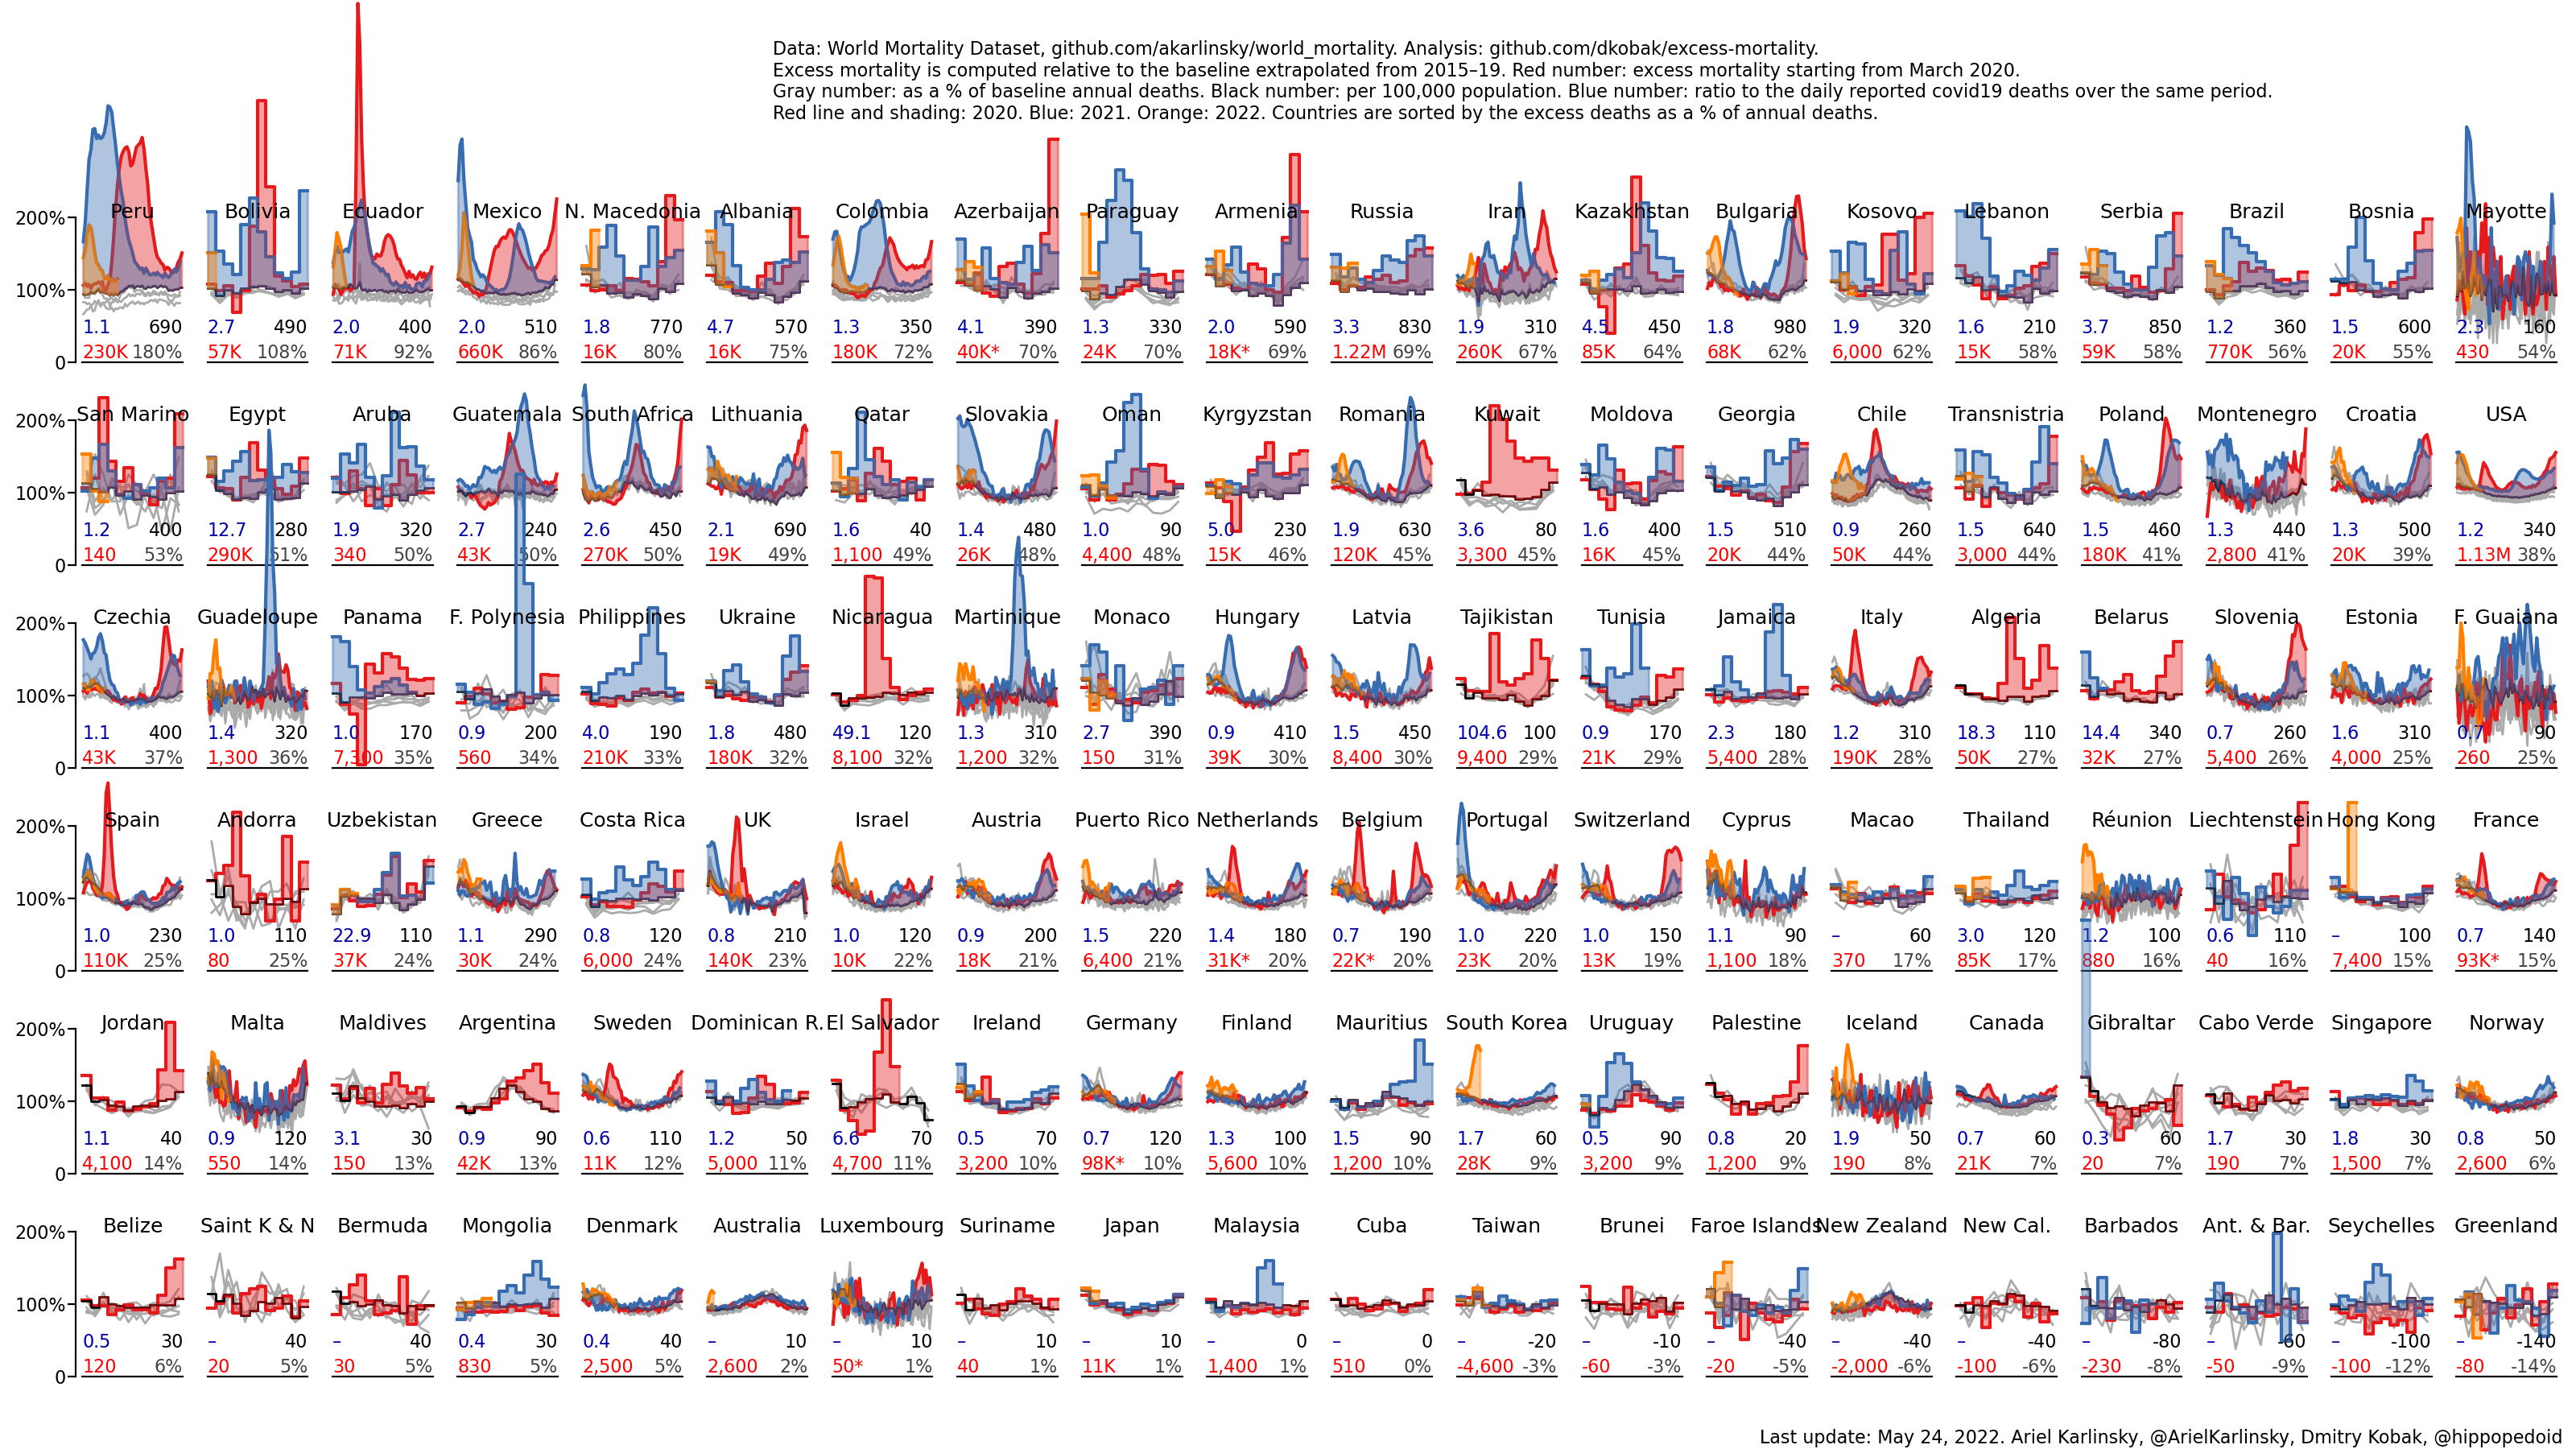 Data: World Mortality Dataset, github.com/akarlinsky/world_mortality. Analysis: github.com/dkobak/excess-mortality.
Excess mortality is computed relative to the baseline extrapolated from 2015–19. Red number: excess mortality starting from March 2020.
Gray number: as a % of baseline annual deaths. Black number: per 100,000 population. Blue number: ratio to the daily reported covid19 deaths over the same period.
Red line and shading: 2020. Blue: 2021. Orange: 2022. Countries are sorted by the excess deaths as a % of annual deaths.
200% Peru Bolivia Ecuador Mexico N. Macedonia Albania Colombia Azerbaijan Paraguay Armenia Russia Iran Kazakhstan Bulgaria Kosovo Lebanon Serbia Brazil Bosnia Mayotte
100%
1.1 690 2.7 490 2.0 400 2.0 510 1.8 770 4.7 570 1.3 350 4.1 390 1.3 330 2.0 590 3.3 830 1.9 310 4.5 450 1.8 980 1.9 320 1.6 210 3.7 850 1.2 360 1.5 600 2.3 160
0 230K 180% 57K 108% 71K 92% 660K 86% 16K 80% 16K 75% 180K 72% 40K* 70% 24K 70% 18K* 69% 1.22M 69% 260K 67% 85K 64% 68K 62% 6,000 62% 15K 58% 59K 58% 770K 56% 20K 55% 430 54%
200% San Marino Egypt Aruba Guatemala South Africa Lithuania Qatar Slovakia Oman Kyrgyzstan Romania Kuwait Moldova Georgia Chile Transnistria Poland Montenegro Croatia USA
100%
1.2 400 12.7 280 1.9 320 2.7 240 2.6 450 2.1 690 1.6 40 1.4 480 1.0 90 5.0 230 1.9 630 3.6 80 1.6 400 1.5 510 0.9 260 1.5 640 1.5 460 1.3 440 1.3 500 1.2 340
0 140 53% 290K 51% 340 50% 43K 50% 270K 50% 19K 49% 1,100 49% 26K 48% 4,400 48% 15K 46% 120K 45% 3,300 45% 16K 45% 20K 44% 50K 44% 3,000 44% 180K 41% 2,800 41% 20K 39% 1.13M 38%
200% Czechia Guadeloupe Panama F. Polynesia Philippines Ukraine Nicaragua Martinique Monaco Hungary Latvia Tajikistan Tunisia Jamaica Italy Algeria Belarus Slovenia Estonia F. Guaiana
100%
1.1 400 1.4 320 1.0 170 0.9 200 4.0 190 1.8 480 49.1 120 1.3 310 2.7 390 0.9 410 1.5 450 104.6 100 0.9 170 2.3 180 1.2 310 18.3 110 14.4 340 0.7 260 1.6 310 0.7 90
0 43K 37% 1,300 36% 7,300 35% 560 34% 210K 33% 180K 32% 8,100 32% 1,200 32% 150 31% 39K 30% 8,400 30% 9,400 29% 21K 29% 5,400 28% 190K 28% 50K 27% 32K 27% 5,400 26% 4,000 25% 260 25%
200% Spain Andorra Uzbekistan Greece Costa Rica UK Israel Austria Puerto Rico Netherlands Belgium Portugal Switzerland Cyprus Macao Thailand Réunion Liechtenstein Hong Kong France
100%
1.0 230 1.0 110 22.9 110 1.1 290 0.8 120 0.8 210 1.0 120 0.9 200 1.5 220 1.4 180 0.7 190 1.0 220 1.0 150 1.1 90 – 60 3.0 120 1.2 100 0.6 110 – 100 0.7 140
0 110K 25% 80 25% 37K 24% 30K 24% 6,000 24% 140K 23% 10K 22% 18K 21% 6,400 21% 31K* 20% 22K* 20% 23K 20% 13K 19% 1,100 18% 370 17% 85K 17% 880 16% 40 16% 7,400 15% 93K* 15%
200% Jordan Malta Maldives Argentina Sweden Dominican R. El Salvador Ireland Germany Finland Mauritius South Korea Uruguay Palestine Iceland Canada Gibraltar Cabo Verde Singapore Norway
100%
1.1 40 0.9 120 3.1 30 0.9 90 0.6 110 1.2 50 6.6 70 0.5 70 0.7 120 1.3 100 1.5 90 1.7 60 0.5 90 0.8 20 1.9 50 0.7 60 0.3 60 1.7 30 1.8 30 0.8 50
0 4,100 14% 550 14% 150 13% 42K 13% 11K 12% 5,000 11% 4,700 11% 3,200 10% 98K* 10% 5,600 10% 1,200 10% 28K 9% 3,200 9% 1,200 9% 190 8% 21K 7% 20 7% 190 7% 1,500 7% 2,600 6%
200% Belize Saint K & N Bermuda Mongolia Denmark Australia Luxembourg Suriname Japan Malaysia Cuba Taiwan Brunei Faroe Islands New Zealand New Cal. Barbados Ant. & Bar. Seychelles Greenland
100%
0.5 30 – 40 – 40 0.4 30 0.4 40 – 10 – 10 – 10 – 10 – 0 – 0 – -20 – -10 – -40 – -40 – -40 – -80 – -60 – -100 – -140
0 120 6% 20 5% 30 5% 830 5% 2,500 5% 2,600 2% 50* 1% 40 1% 11K 1% 1,400 1% 510 0% -4,600 -3% -60 -3% -20 -5% -2,000 -6% -100 -6% -230 -8% -50 -9% -100 -12% -80 -14%
Last update: May 24, 2022. Ariel Karlinsky, @ArielKarlinsky, Dmitry Kobak, @hippopedoid